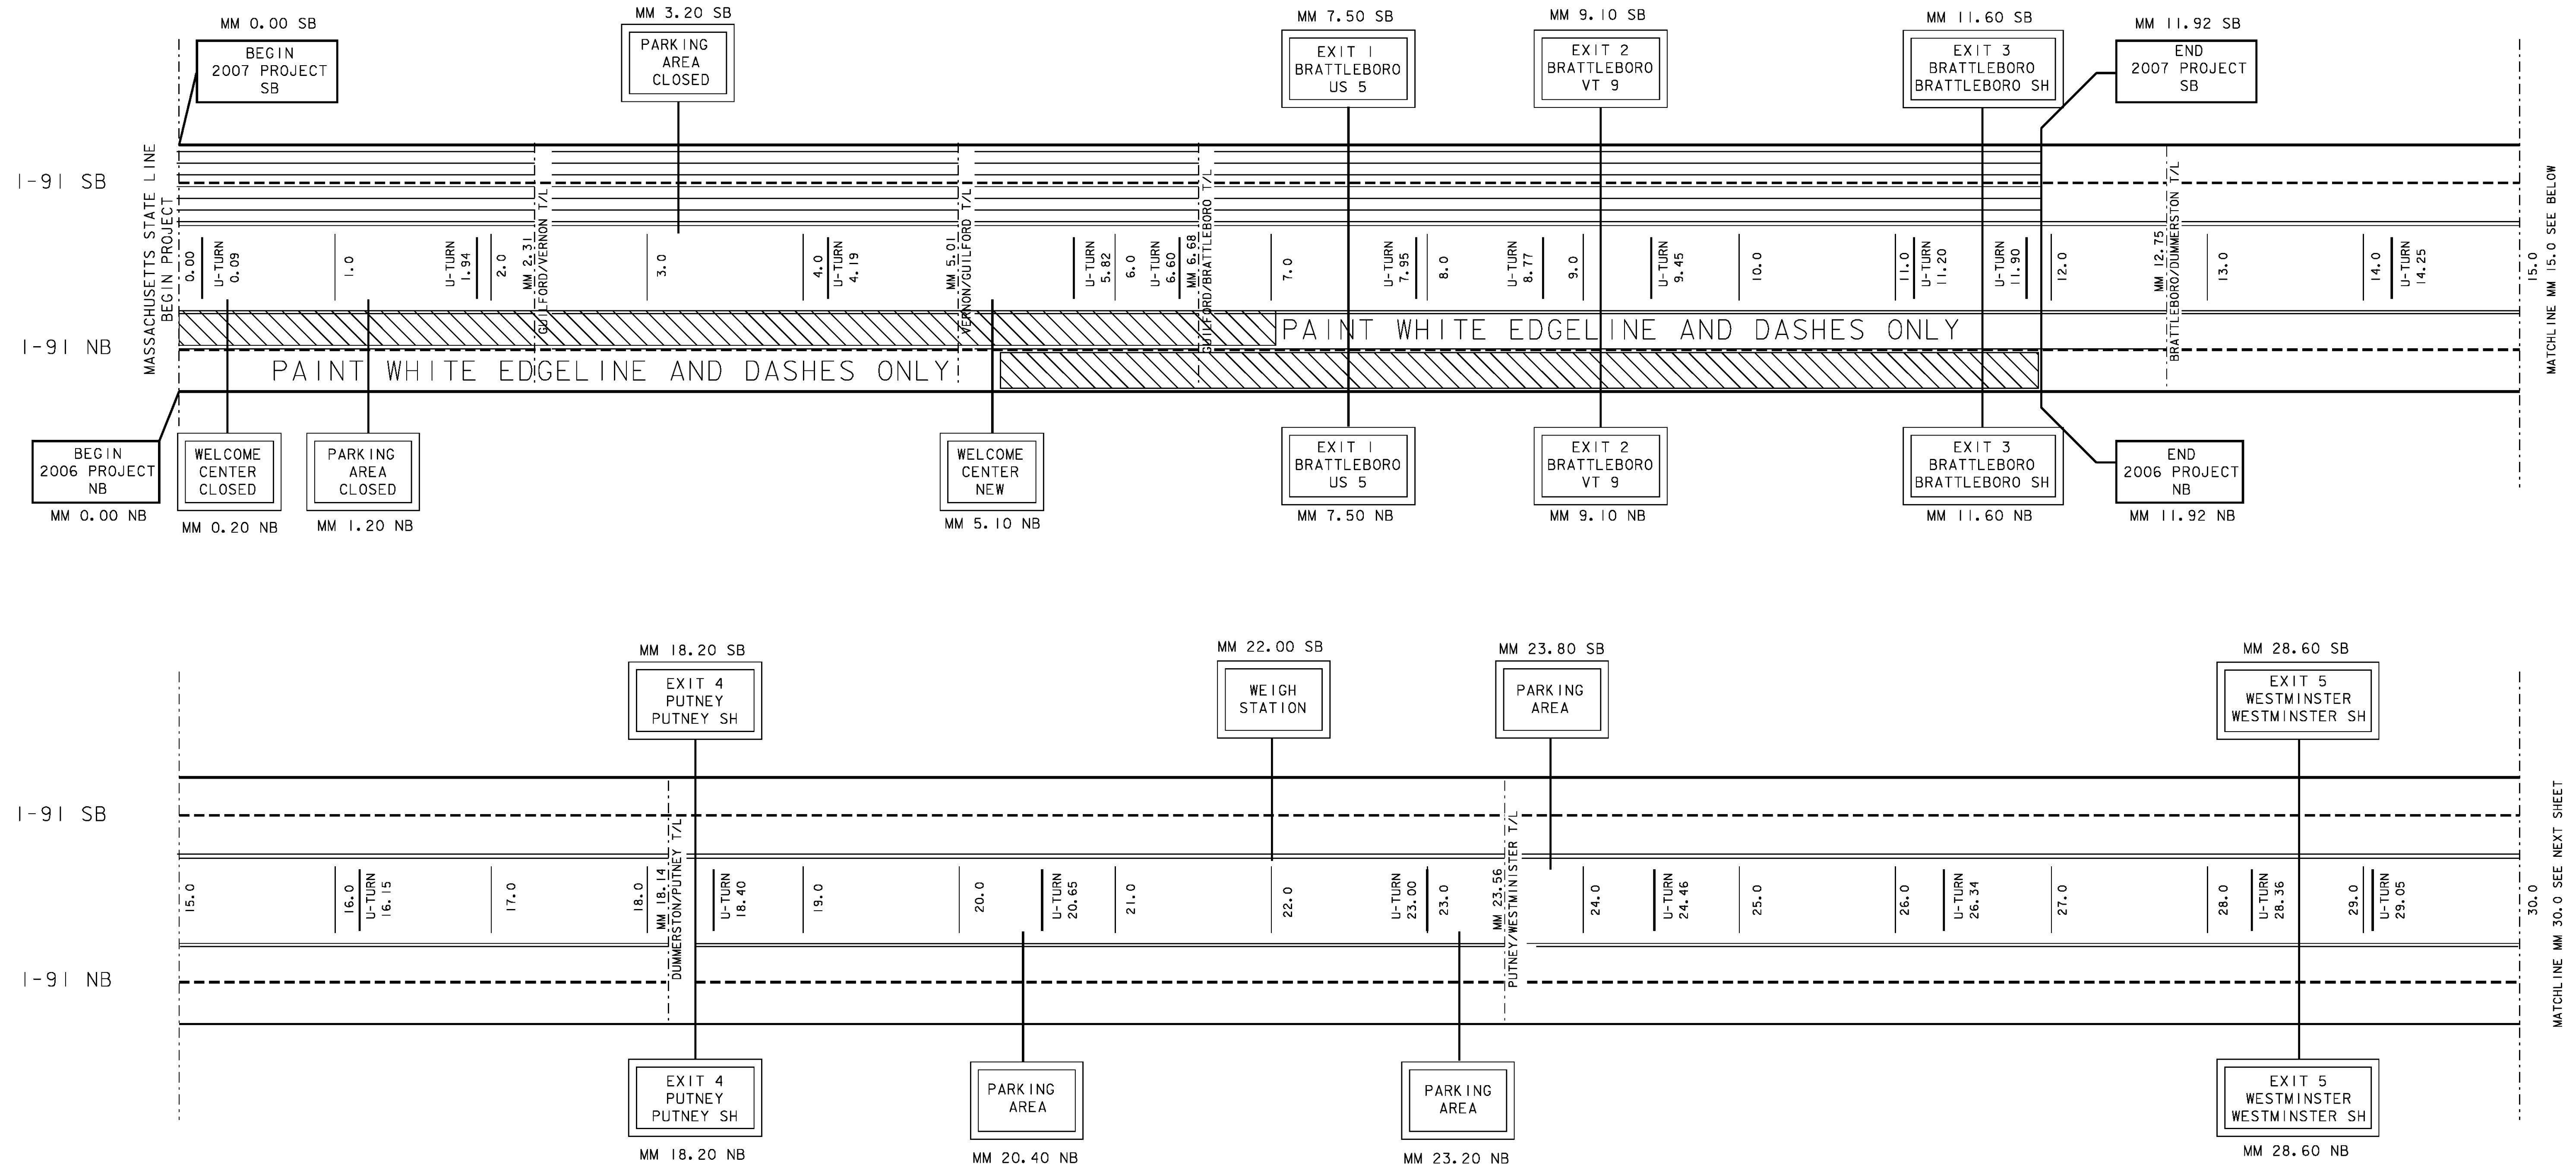 MM 0.00 SB
BEGIN
2007 PROJECT
SB
MM 3.20 SB
PARKING
AREA
CLOSED
MM 7.50 SB
EXIT 1
BRATTLEBORO
US 5
MM 9.10 SB
EXIT 2
BRATTLEBORO
VT 9
MM 11.60 SB
EXIT 3
BRATTLEBORO
BRATTLEBORO SH
MM 11.92 SB
END
2007 PROJECT
SB
I-91 SB
I-91 NB
MASSACHUSETTS STATE LINE
BEGIN PROJECT
0.00
U-TURN
0.09
1.0
U-TURN
1.94
2.0
MM 2.31
GUILFORD/VERNON T/L
3.0
4.0
U-TURN
4.19
MM 5.01
VERNON/GUILFORD T/L
U-TURN
5.82
6.0
U-TURN
6.60
MM 6.68
GUILFORD/BRATTLEBORO T/L
7.0
U-TURN
7.95
8.0
U-TURN
8.77
9.0
U-TURN
9.45
10.0
11.0
U-TURN
11.20
U-TURN
11.90
12.0
MM 12.75
BRATTLEBORO/DUMMERSTON T/L
13.0
14.0
U-TURN
14.25
15.0
MATCHLINE MM 15.0 SEE BELOW
PAINT WHITE EDGELINE AND DASHES ONLY
PAINT WHITE EDGELINE AND DASHES ONLY
BEGIN
2006 PROJECT
NB
MM 0.00 NB
WELCOME
CENTER
CLOSED
MM 0.20 NB
PARKING
AREA
CLOSED
MM 1.20 NB
WELCOME
CENTER
NEW
MM 5.10 NB
EXIT 1
BRATTLEBORO
US 5
MM 7.50 NB
EXIT 2
BRATTLEBORO
VT 9
MM 9.10 NB
EXIT 3
BRATTLEBORO
BRATTLEBORO SH
MM 11.60 NB
END
2006 PROJECT
NB
MM 11.92 NB
MM 18.20 SB
EXIT 4
PUTNEY
PUTNEY SH
MM 22.00 SB
WEIGH
STATION
MM 23.80 SB
PARKING
AREA
MM 28.60 SB
EXIT 5
WESTMINSTER
WESTMINSTER SH
I-91 SB
I-91 NB
15.0
16.0
U-TURN
16.15
17.0
18.0
MM 18.14
DUMMERSTON/PUTNEY T/L
U-TURN
18.40
19.0
20.0
U-TURN
20.65
21.0
22.0
U-TURN
23.00
23.0
MM 23.56
PUTNEY/WESTMINISTER T/L
24.0
U-TURN
24.46
25.0
26.0
U-TURN
26.34
27.0
28.0
U-TURN
28.36
29.0
U-TURN
29.05
30.0
MATCHLINE MM 30.0 SEE NEXT SHEET
EXIT 4
PUTNEY
PUTNEY SH
MM 18.20 NB
PARKING
AREA
MM 20.40 NB
PARKING
AREA
MM 23.20 NB
EXIT 5
WESTMINSTER
WESTMINSTER SH
MM 28.60 NB